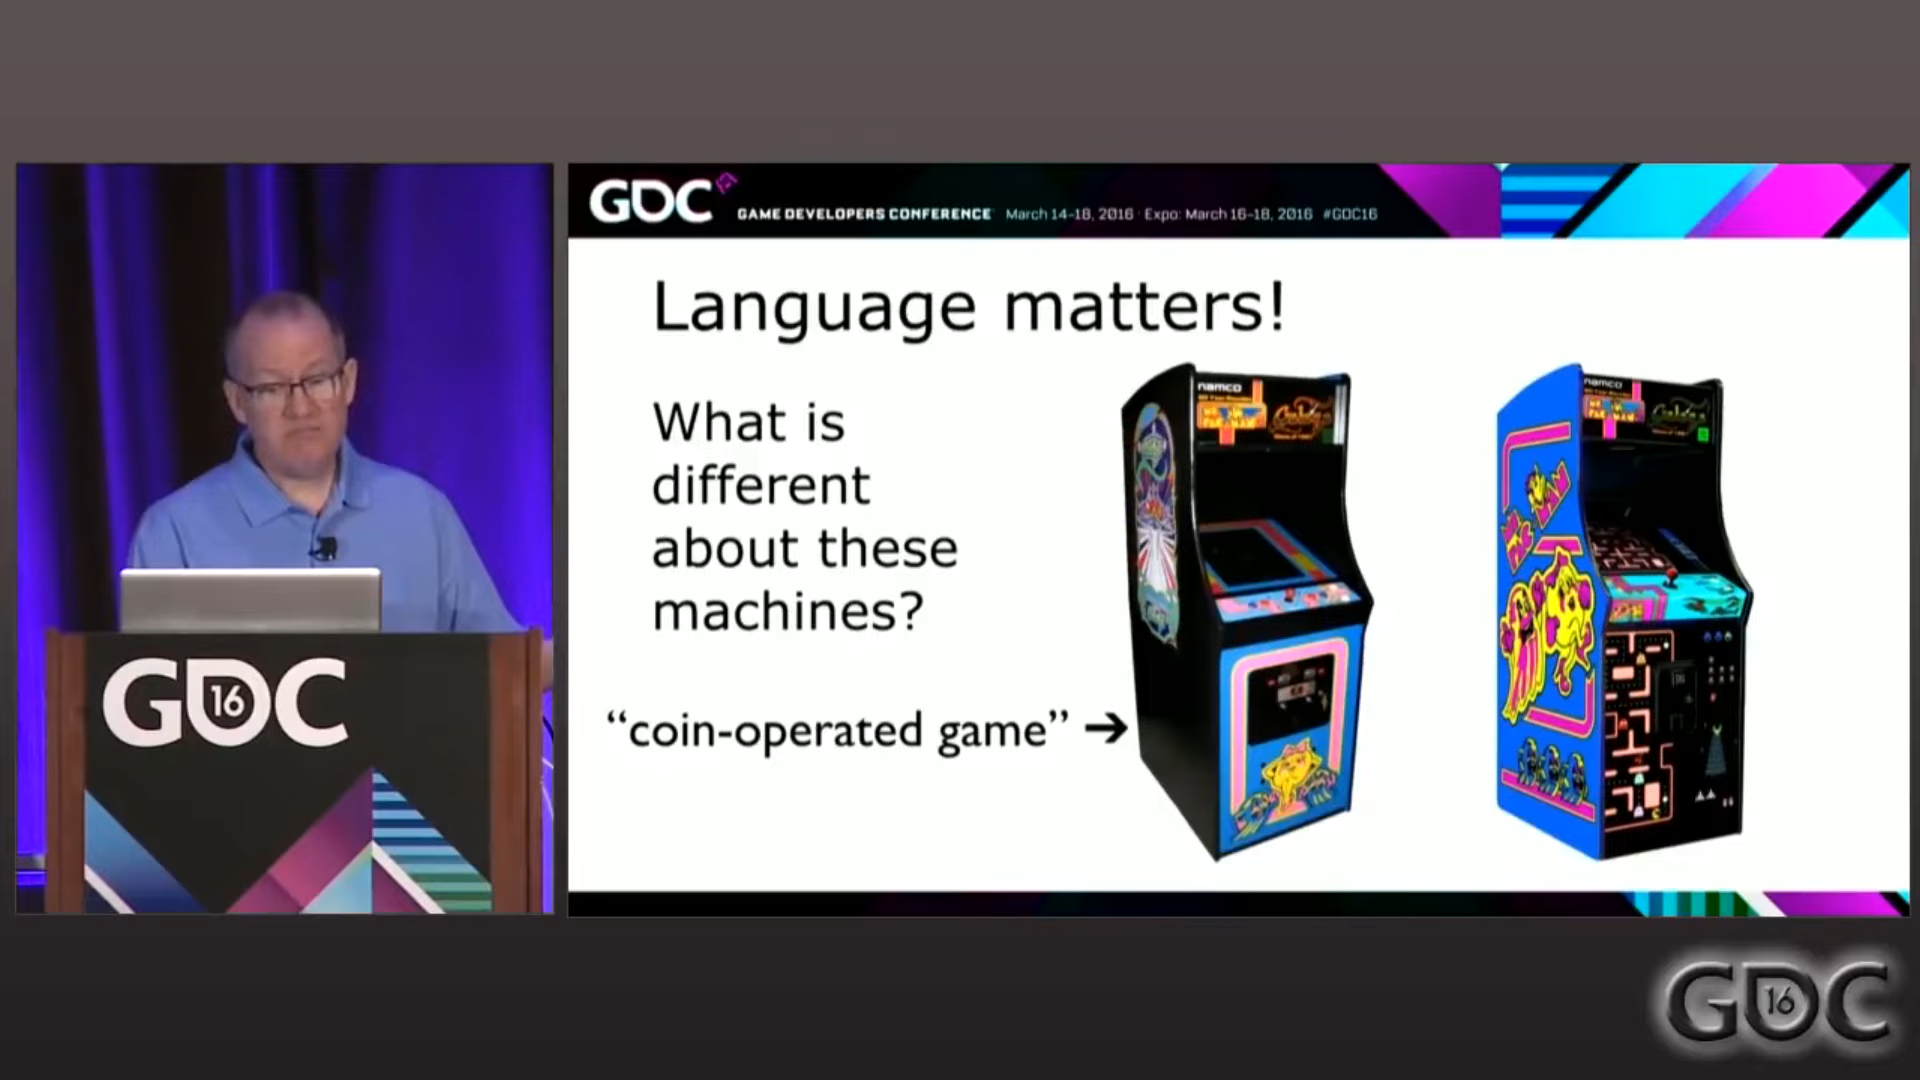 GDC
GAME DEVELOPERS CONFERENCE March 14-18, 2016 · Expo: March 16-18, 2016 #GDC16
Language matters!
What is
different
about these
machines?
“coin-operated game” ➔
namco
namco
GDC
16
GDC
16